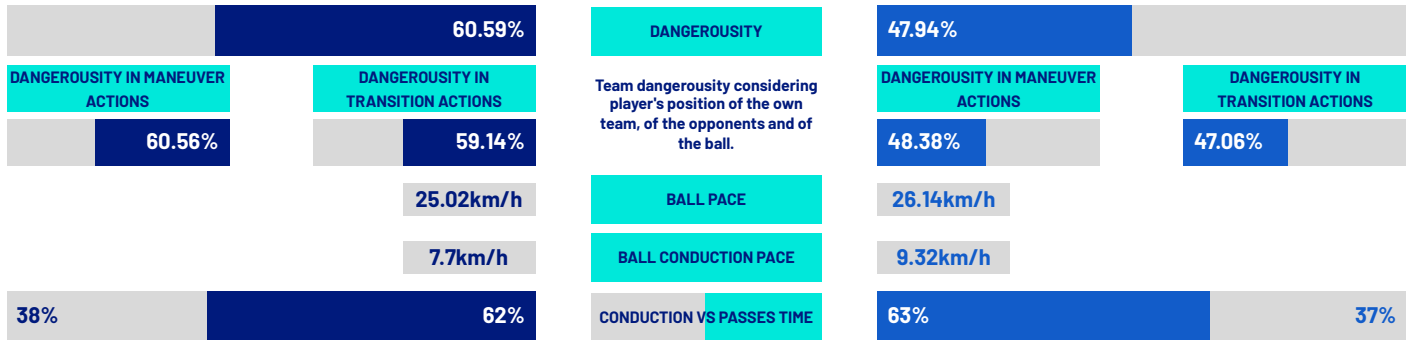 60.59%
DANGEROUSITY
47.94%
DANGEROUSITY IN MANEUVER
ACTIONS
DANGEROUSITY IN
TRANSITION ACTIONS
Team dangerousity considering
player's position of the own
team, of the opponents and of
the ball.
DANGEROUSITY IN MANEUVER
ACTIONS
DANGEROUSITY IN
TRANSITION ACTIONS
60.56%
59.14%
48.38%
47.06%
25.02km/h
BALL PACE
26.14km/h
7.7km/h
BALL CONDUCTION PACE
9.32km/h
38%
62%
CONDUCTION VS PASSES TIME
63%
37%